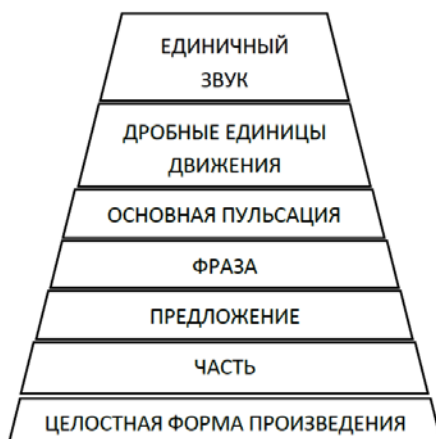 ЕДИНИЧНЫЙ
ЗВУК
ДРОБНЫЕ ЕДИНИЦЫ
ДВИЖЕНИЯ
ОСНОВНАЯ ПУЛЬСАЦИЯ
ФРАЗА
ПРЕДЛОЖЕНИЕ
ЧАСТЬ
ЦЕЛОСТНАЯ ФОРМА ПРОИЗВЕДЕНИЯ